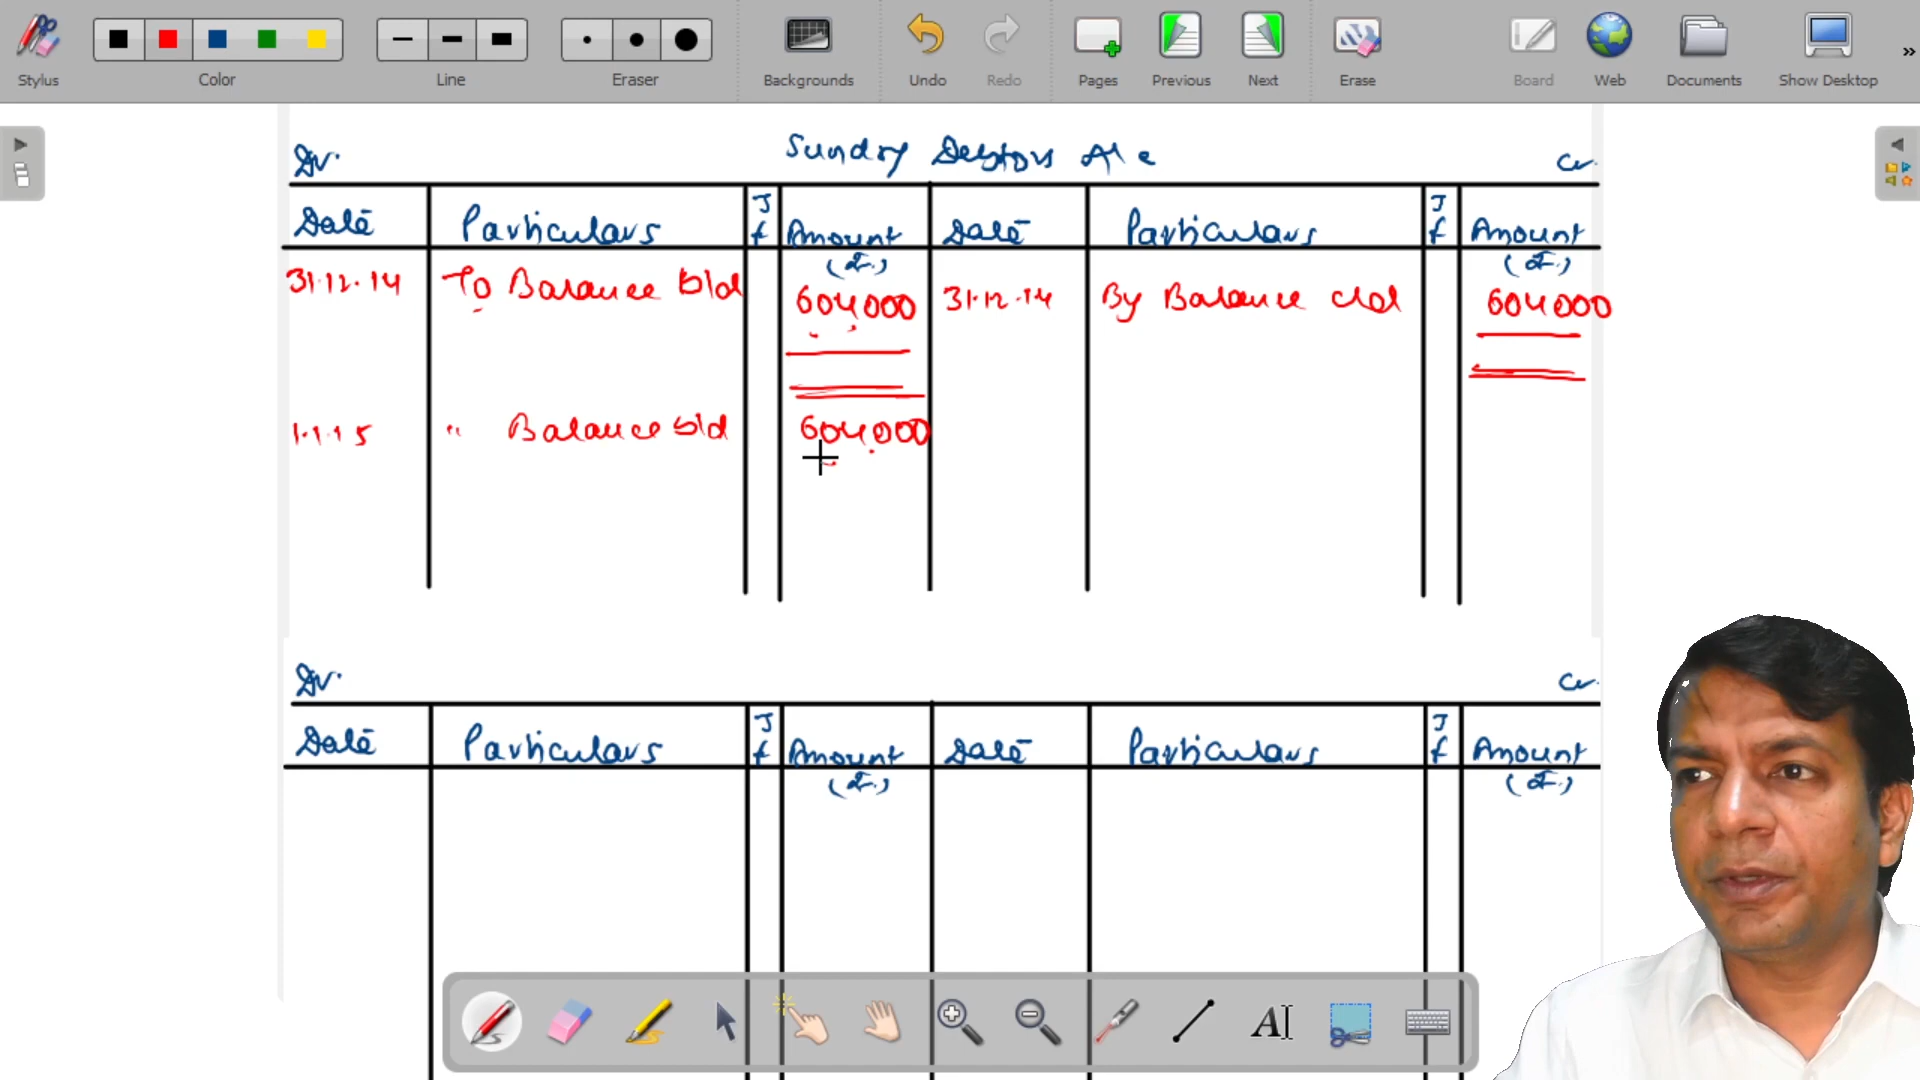 Stylus Color Line Eraser Backgrounds Undo Redo Pages Previous Next Erase Board Web Documents Show Desktop
Dr. Sundry Debtors A/c Cr.
Date Particulars J f Amount Date Particulars J f Amount
31.12.14 To Balance b/d 604000 31.12.14 By Balance c/d 604000
1.1.15 " Balance b/d 604000
Dr. Cr.
Date Particulars J f Amount Date Particulars J f Amount